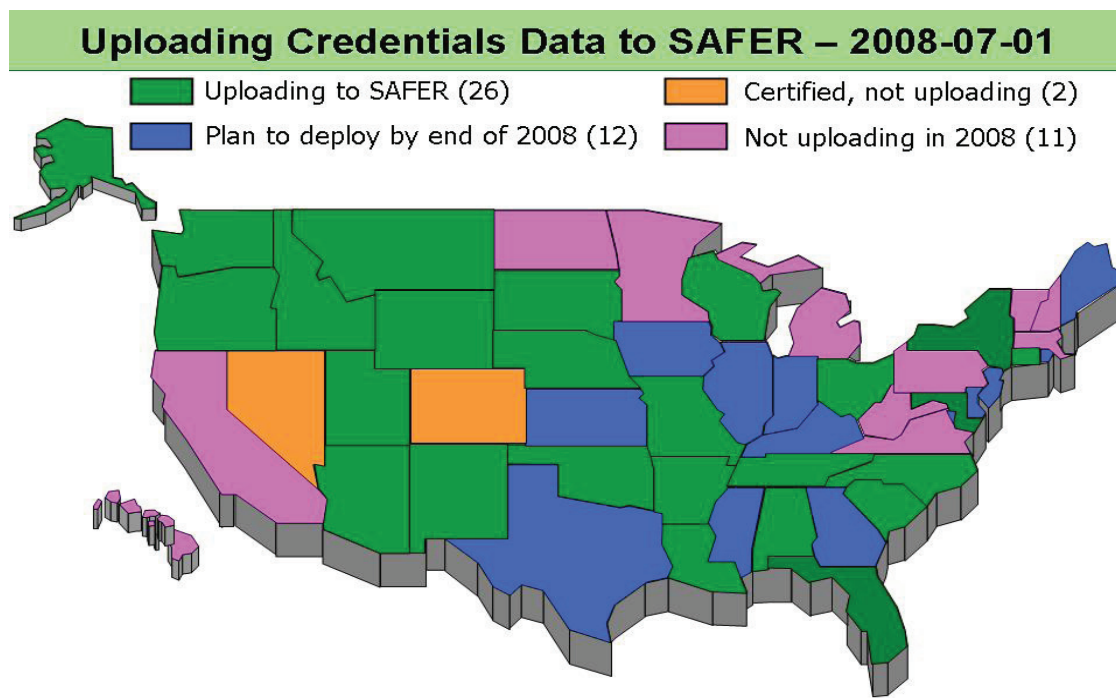 Uploading Credentials Data to SAFER – 2008-07-01
Uploading to SAFER (26)
Certified, not uploading (2)
Plan to deploy by end of 2008 (12)
Not uploading in 2008 (11)